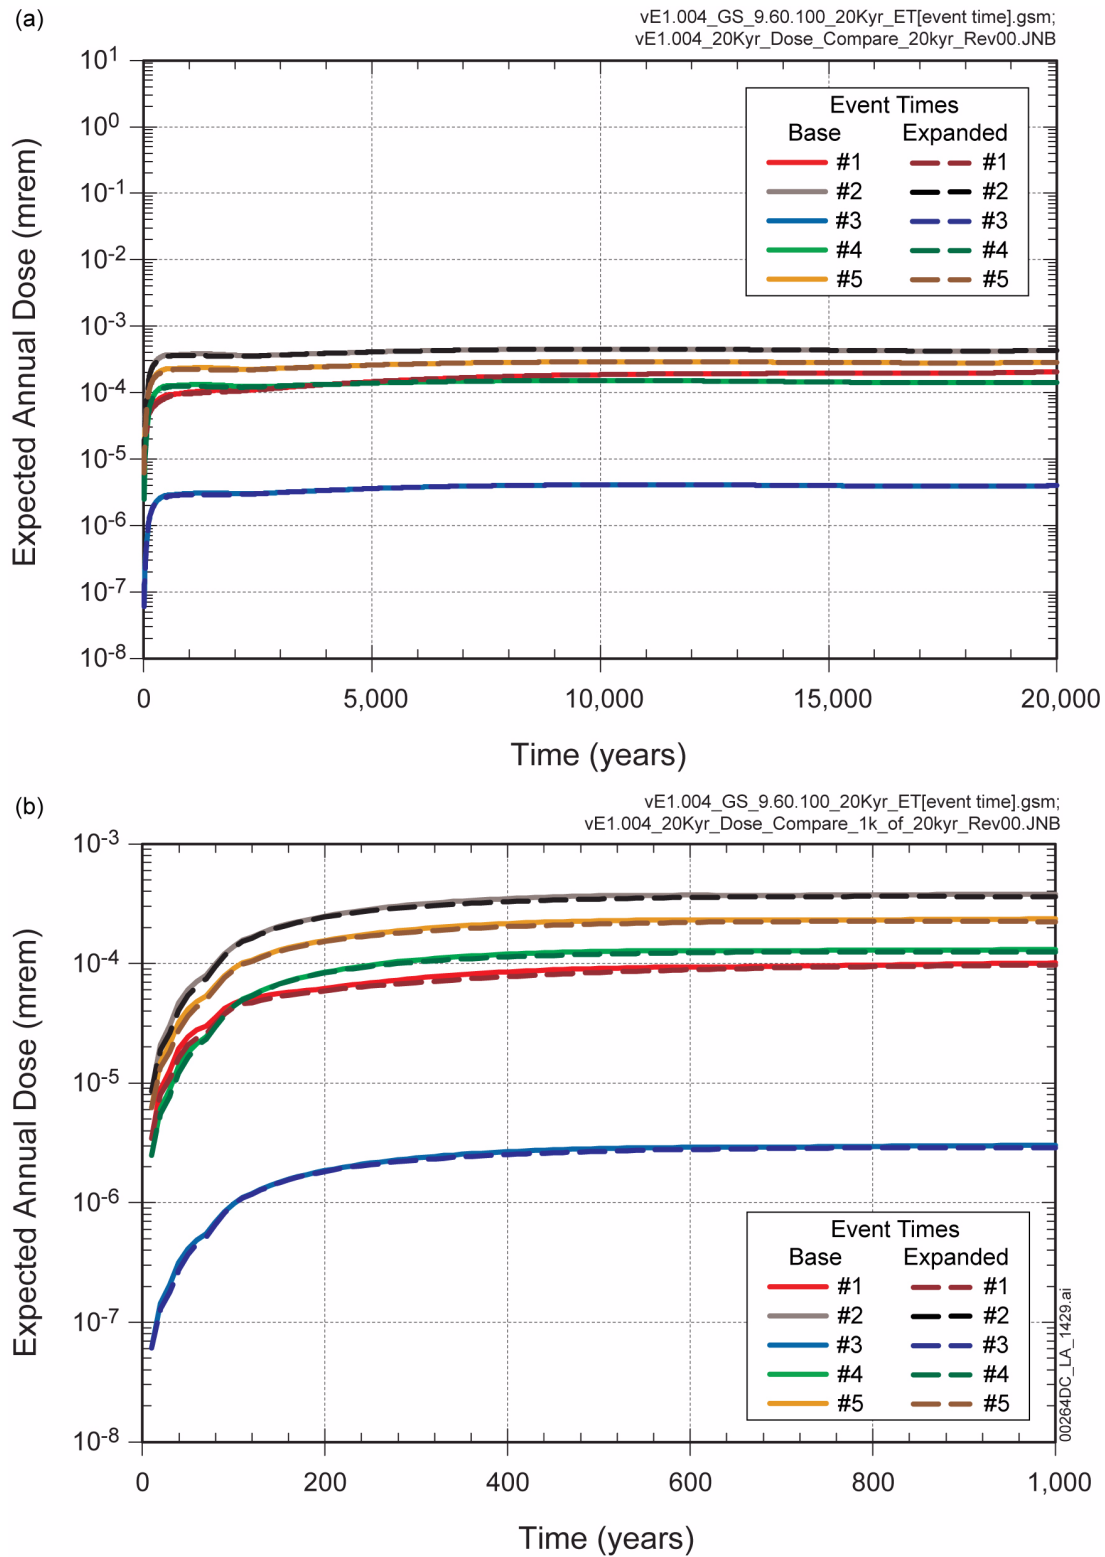 (a)
vE1.004_GS_9.60.100_20Kyr_ET[event time].gsm;
vE1.004_20Kyr_Dose_Compare_20kyr_Rev00.JNB
Expected Annual Dose (mrem)
10^1
10^0
10^-1
10^-2
10^-3
10^-4
10^-5
10^-6
10^-7
10^-8
Event Times
Base Expanded
#1 #1
#2 #2
#3 #3
#4 #4
#5 #5
0 5,000 10,000 15,000 20,000
Time (years)
(b)
vE1.004_GS_9.60.100_20Kyr_ET[event time].gsm;
vE1.004_20Kyr_Dose_Compare_1k_of_20kyr_Rev00.JNB
Expected Annual Dose (mrem)
10^-3
10^-4
10^-5
10^-6
10^-7
10^-8
Event Times
Base Expanded
#1 #1
#2 #2
#3 #3
#4 #4
#5 #5
00264DC_LA_1429.ai
0 200 400 600 800 1,000
Time (years)